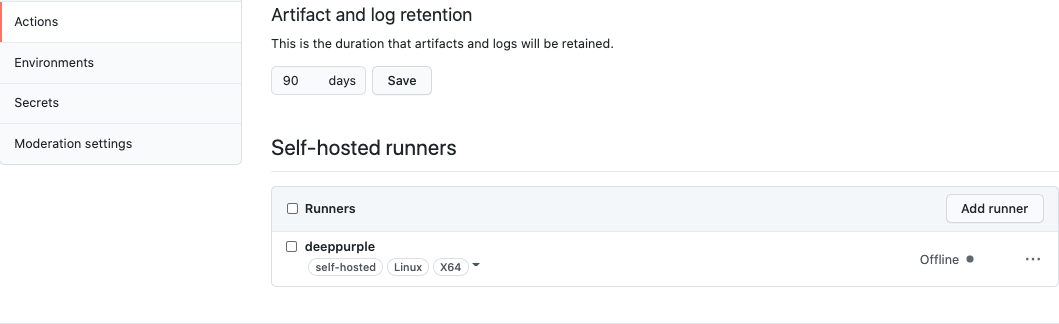 Actions
Environments
Secrets
Moderation settings
Artifact and log retention
This is the duration that artifacts and logs will be retained.
90 days Save
Self-hosted runners
Runners Add runner
deeppurple
self-hosted Linux X64 Offline